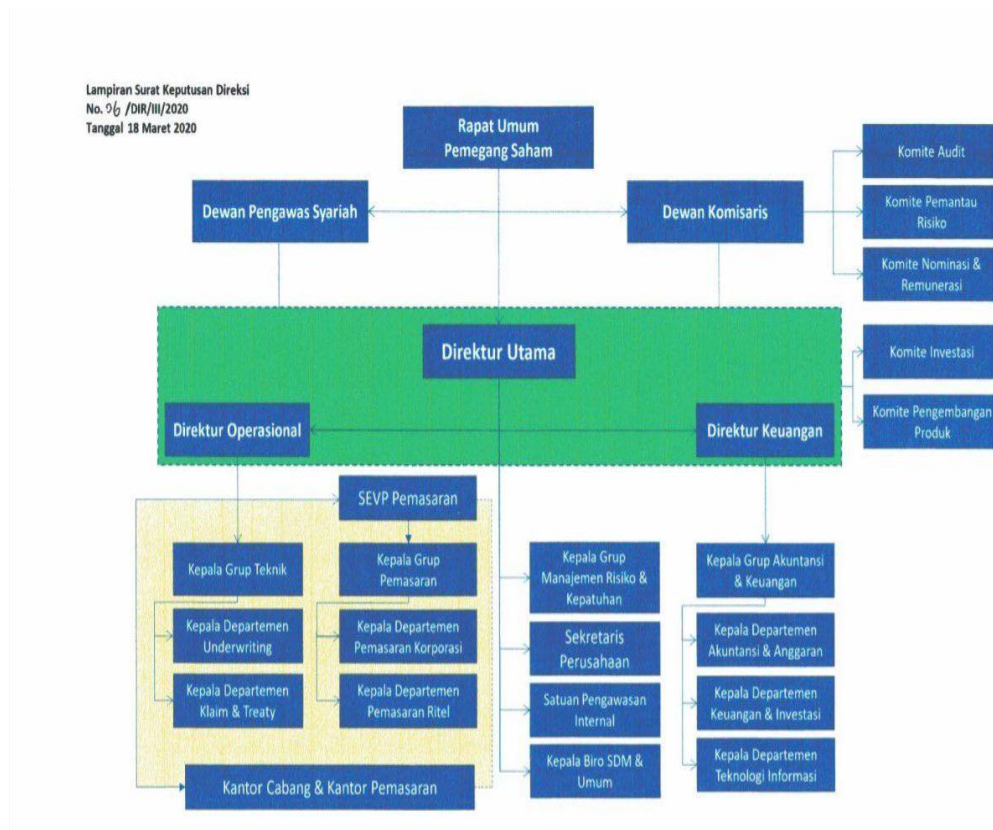 Lampiran Surat Keputusan Direksi
No. 06 /DIR/III/2020
Tanggal 18 Maret 2020
Rapat Umum
Pemegang Saham
Dewan Pengawas Syariah
Dewan Komisaris
Komite Audit
Komite Pemantau
Risiko
Komite Nominasi &
Remunerasi
Direktur Utama
Komite Investasi
Komite Pengembangan
Produk
Direktur Operasional
Direktur Keuangan
SEVP Pemasaran
Kepala Grup Teknik
Kepala Departemen
Underwriting
Kepala Departemen
Klaim & Treaty
Kepala Grup
Pemasaran
Kepala Departemen
Pemasaran Korporasi
Kepala Departemen
Pemasaran Ritel
Kepala Grup
Manajemen Risiko &
Kepatuhan
Sekretaris
Perusahaan
Satuan Pengawasan
Internal
Kepala Biro SDM &
Umum
Kepala Grup Akuntansi
& Keuangan
Kepala Departemen
Akuntansi & Anggaran
Kepala Departemen
Keuangan & Investasi
Kepala Departemen
Teknologi Informasi
Kantor Cabang & Kantor Pemasaran